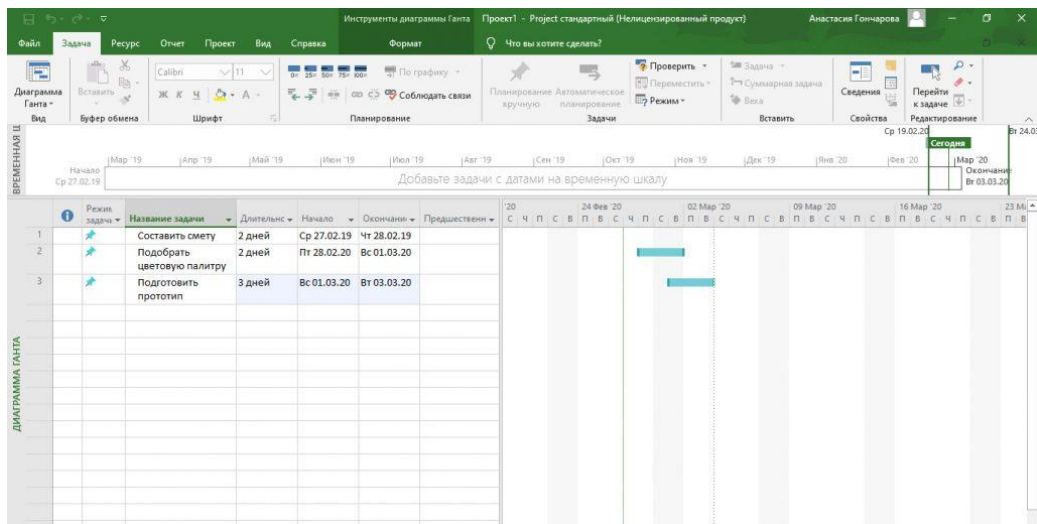 Инструменты диаграммы Ганта Проект1 - Project стандартный (Нелицензированный продукт) Анастасия Гончарова
Файл Задача Ресурс Отчет Проект Вид Справка Формат Что вы хотите сделать?
Диаграмма Ганта
Вид
Вставить
Буфер обмена
Calibri 11
Ж К Ч
Шрифт
0% 25% 50% 75% 100%
По графику
Соблюдать связи
Планирование
Планирование вручную
Автоматическое планирование
Проверить
Переместить
Режим
Задачи
Задача
Суммарная задача
Веха
Вставить
Сведения
Свойства
Перейти к задаче
Редактирование
ВРЕМЕННАЯ Ш
Ср 19.02.20 Вт 24.03
Сегодня
Мар '19 Апр '19 Май '19 Июн '19 Июл '19 Авг '19 Сен '19 Окт '19 Ноя '19 Дек '19 Янв '20 Фев '20 Мар '20
Начало
Ср 27.02.19
Добавьте задачи с датами на временную шкалу
Окончание
Вт 03.03.20
Режим задачи Название задачи Длительнс Начало Окончани Предшественн
'20 24 Фев '20 02 Мар '20 09 Мар '20 16 Мар '20 23 М
С Ч П С В П В С Ч П С В П В С Ч П С В П В С Ч П С В П В С Ч П С В П В
1 Составить смету 2 дней Ср 27.02.19 Чт 28.02.19
2 Подобрать цветовую палитру 2 дней Пт 28.02.20 Вс 01.03.20
3 Подготовить прототип 3 дней Вс 01.03.20 Вт 03.03.20
ДИАГРАММА ГАНТА